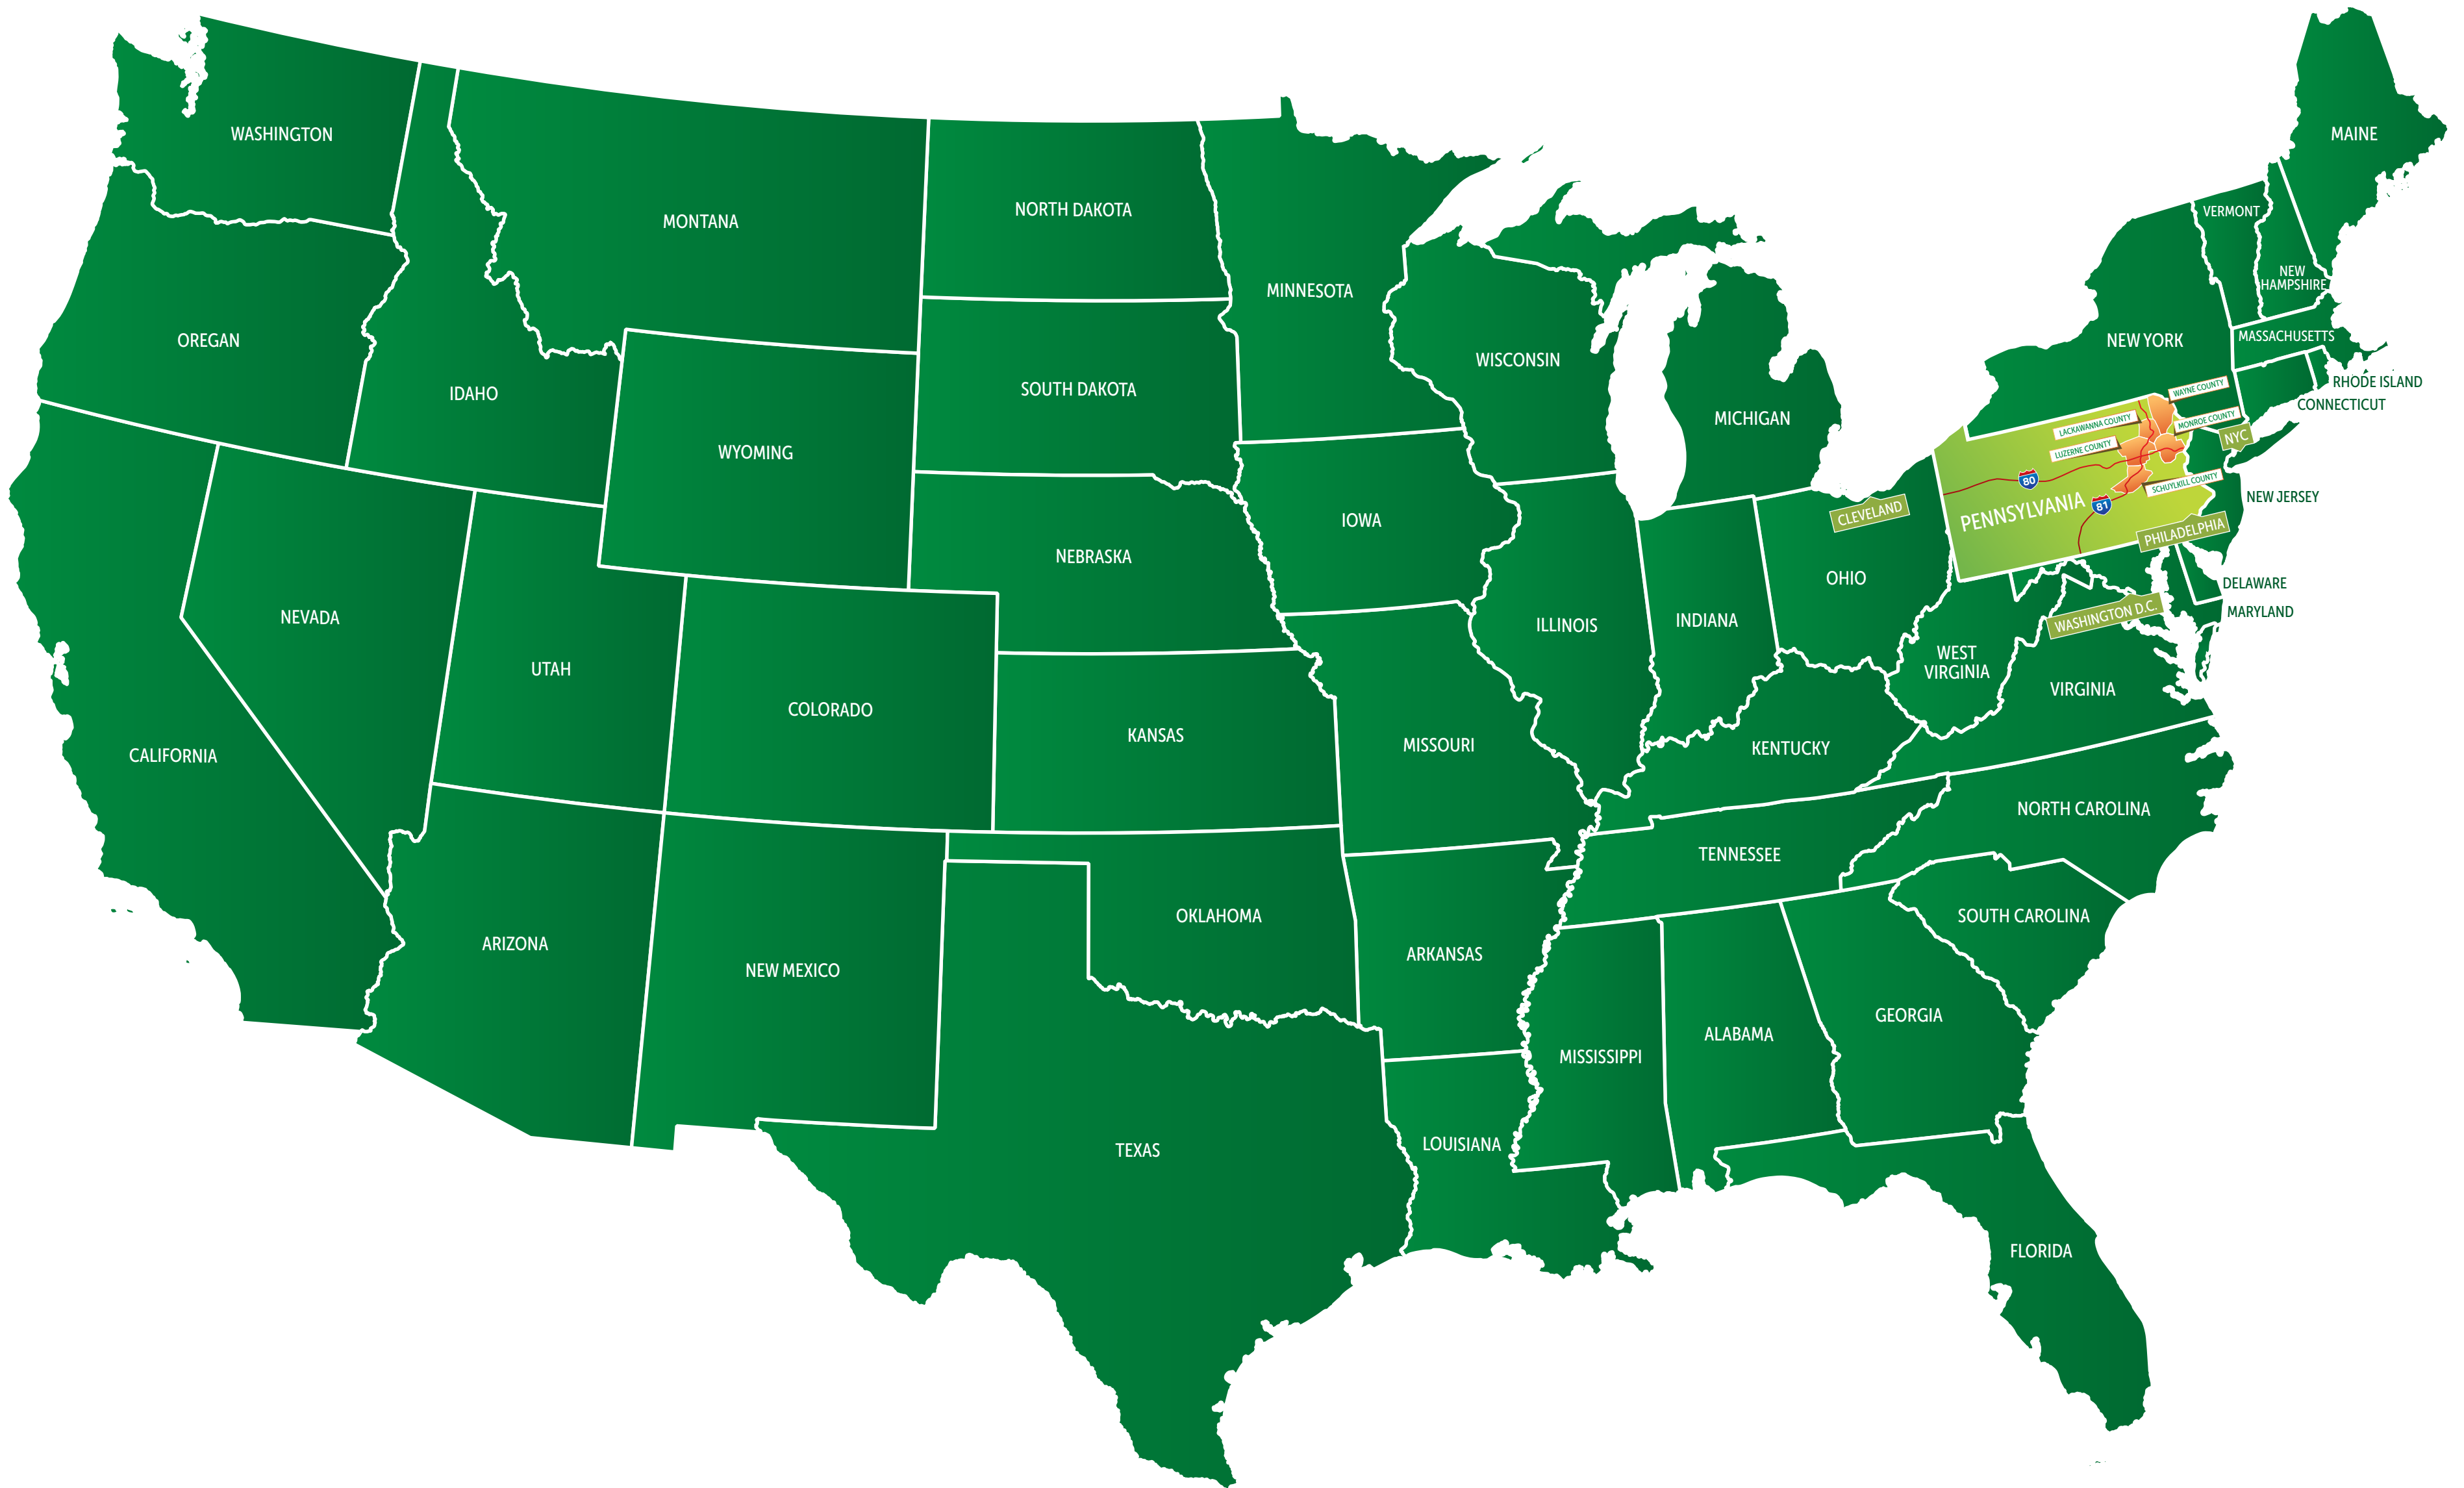 WASHINGTON
MAINE
MONTANA
NORTH DAKOTA
VERMONT
MINNESOTA
NEW
HAMPSHIRE
OREGAN
NEW YORK
MASSACHUSETTS
WISCONSIN
IDAHO
SOUTH DAKOTA
RHODE ISLAND
WAYNE COUNTY
CONNECTICUT
MICHIGAN
LACKAWANNA COUNTY
MONROE COUNTY
NYC
WYOMING
LUZERNE COUNTY
80
SCHUYLKILL COUNTY
NEW JERSEY
PENNSYLVANIA
81
CLEVELAND
IOWA
PHILADELPHIA
NEBRASKA
OHIO
DELAWARE
MARYLAND
WASHINGTON D.C.
NEVADA
ILLINOIS
INDIANA
UTAH
WEST
VIRGINIA
VIRGINIA
COLORADO
KANSAS
MISSOURI
KENTUCKY
CALIFORNIA
NORTH CAROLINA
TENNESSEE
OKLAHOMA
SOUTH CAROLINA
ARIZONA
ARKANSAS
NEW MEXICO
GEORGIA
ALABAMA
MISSISSIPPI
LOUISIANA
TEXAS
FLORIDA